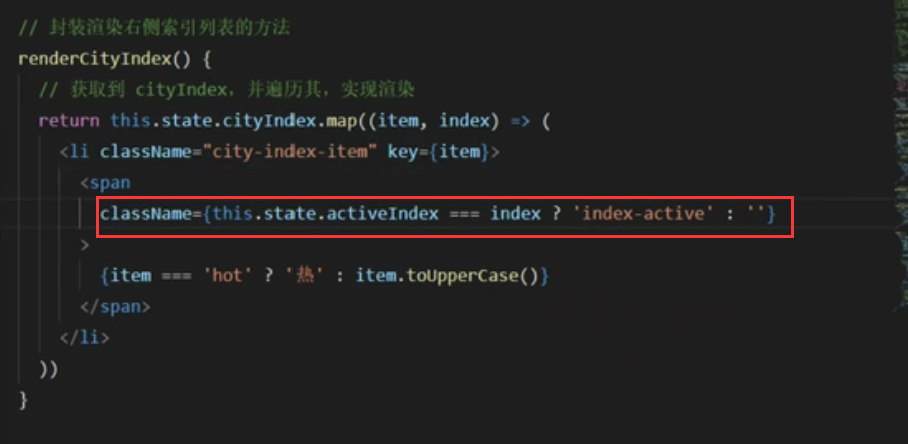 // 封装渲染右侧索引列表的方法
renderCityIndex() {
// 获取到 cityIndex，并遍历其，实现渲染
return this.state.cityIndex.map((item, index) => (
<li className="city-index-item" key={item}>
<span
className={this.state.activeIndex === index ? 'index-active' : ''}
>
{item === 'hot' ? '热' : item.toUpperCase()}
</span>
</li>
))
}